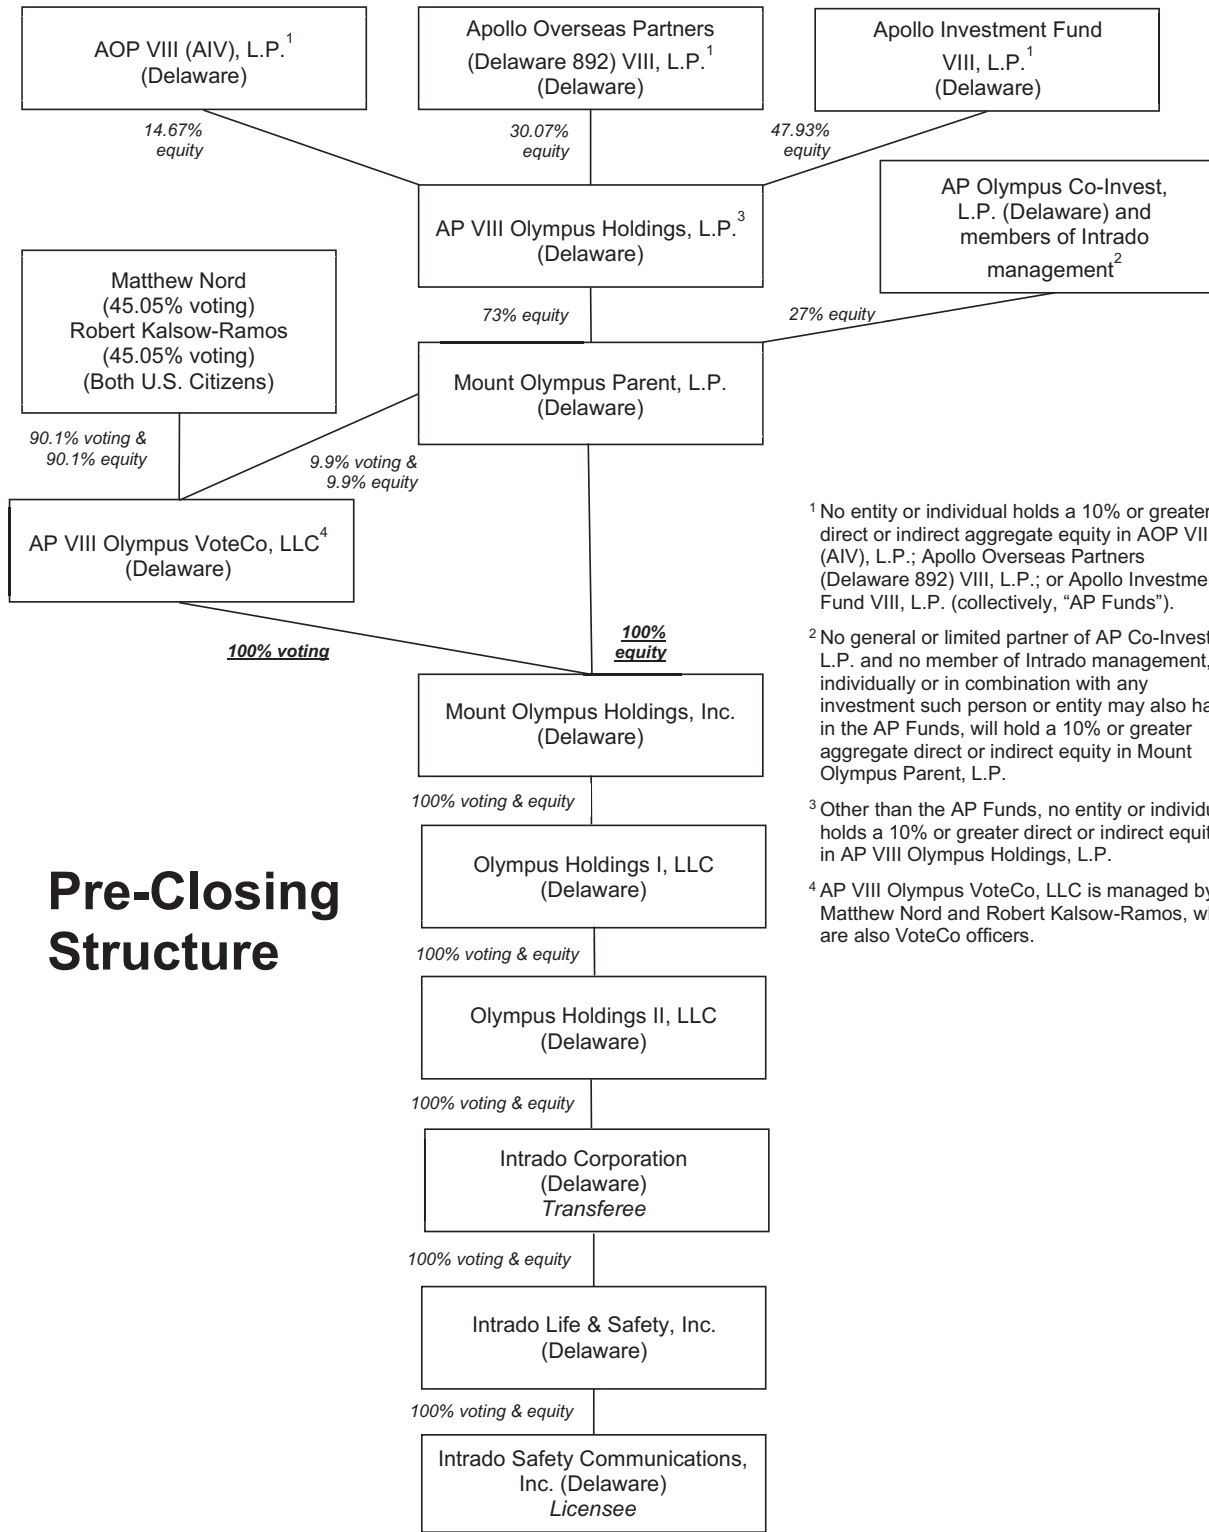 AOP VIII (AIV), L.P.1
(Delaware)
Apollo Overseas Partners
(Delaware 892) VIII, L.P.1
(Delaware)
Apollo Investment Fund
VIII, L.P.1
(Delaware)
14.67%
equity
30.07%
equity
47.93%
equity
AP VIII Olympus Holdings, L.P.3
(Delaware)
AP Olympus Co-Invest,
L.P. (Delaware) and
members of Intrado
management2
Matthew Nord
(45.05% voting)
Robert Kalsow-Ramos
(45.05% voting)
(Both U.S. Citizens)
73% equity
27% equity
Mount Olympus Parent, L.P.
(Delaware)
90.1% voting &
90.1% equity
9.9% voting &
9.9% equity
AP VIII Olympus VoteCo, LLC4
(Delaware)
100% voting
100%
equity
Mount Olympus Holdings, Inc.
(Delaware)
100% voting & equity
Olympus Holdings I, LLC
(Delaware)
100% voting & equity
Olympus Holdings II, LLC
(Delaware)
100% voting & equity
Intrado Corporation
(Delaware)
Transferee
100% voting & equity
Intrado Life & Safety, Inc.
(Delaware)
100% voting & equity
Intrado Safety Communications,
Inc. (Delaware)
Licensee
Pre-Closing
Structure
1 No entity or individual holds a 10% or greater
direct or indirect aggregate equity in AOP VII
(AIV), L.P.; Apollo Overseas Partners
(Delaware 892) VIII, L.P.; or Apollo Investme
Fund VIII, L.P. (collectively, “AP Funds”).
2 No general or limited partner of AP Co-Invest
L.P. and no member of Intrado management,
individually or in combination with any
investment such person or entity may also ha
in the AP Funds, will hold a 10% or greater
aggregate direct or indirect equity in Mount
Olympus Parent, L.P.
3 Other than the AP Funds, no entity or individu
holds a 10% or greater direct or indirect equit
in AP VIII Olympus Holdings, L.P.
4 AP VIII Olympus VoteCo, LLC is managed by
Matthew Nord and Robert Kalsow-Ramos, w
are also VoteCo officers.